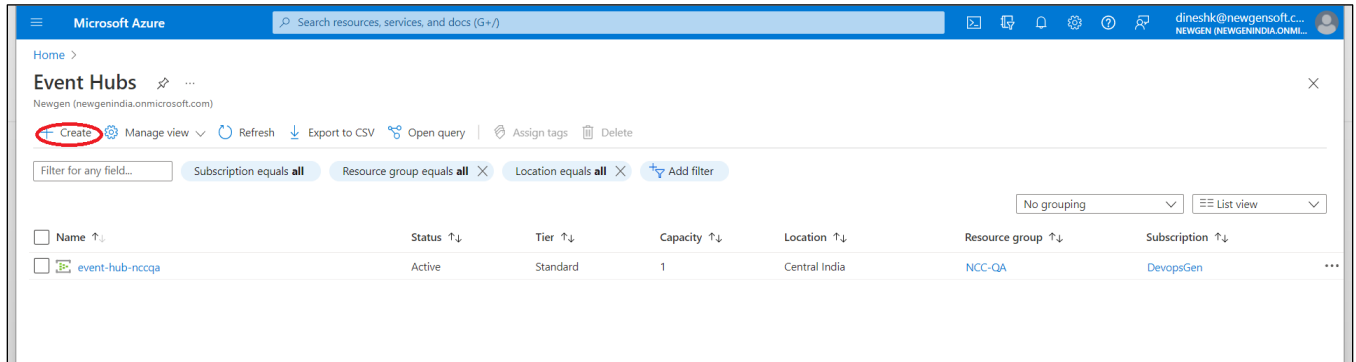 Microsoft Azure
Search resources, services, and docs (G+/)
dineshk@newgensoft.c...
NEWGEN (NEWGENINDIA.ONMI...
Home >
Event Hubs ...
Newgen (newgenindia.onmicrosoft.com)
+ Create Manage view Refresh Export to CSV Open query Assign tags Delete
Filter for any field... Subscription equals all Resource group equals all Location equals all Add filter
No grouping List view
Name Status Tier Capacity Location Resource group Subscription
event-hub-nccqa Active Standard 1 Central India NCC-QA DevopsGen ...